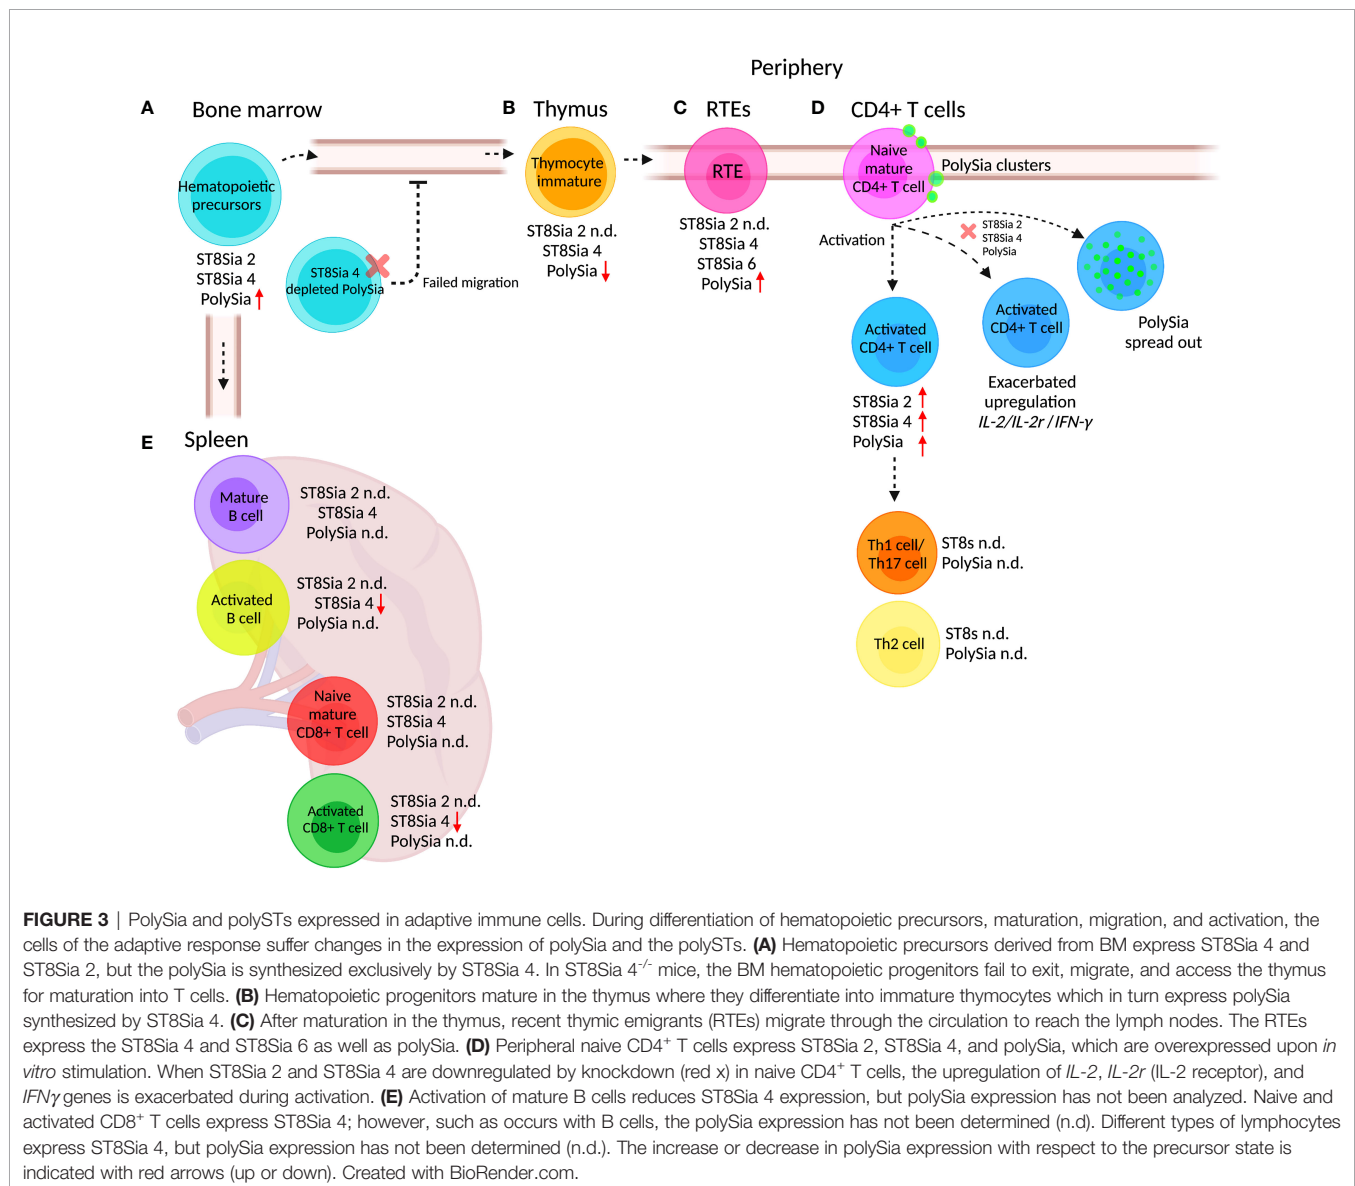 Periphery
A Bone marrow
Hematopoietic
precursors
ST8Sia 2
ST8Sia 4
PolySia
ST8Sia 4
depleted PolySia
Failed migration
B Thymus
Thymocyte
immature
ST8Sia 2 n.d.
ST8Sia 4
PolySia
C RTEs
RTE
ST8Sia 2 n.d.
ST8Sia 4
ST8Sia 6
PolySia
D CD4+ T cells
Naive
mature
CD4+ T cell
PolySia clusters
Activation
ST8Sia 2
ST8Sia 4
PolySia
PolySia
spread out
Activated
CD4+ T cell
Exacerbated
upregulation
IL-2/IL-2r / IFN-γ
Activated
CD4+ T cell
ST8Sia 2
ST8Sia 4
PolySia
Th1 cell/
Th17 cell
ST8s n.d.
PolySia n.d.
Th2 cell
ST8s n.d.
PolySia n.d.
E Spleen
Mature
B cell
ST8Sia 2 n.d.
ST8Sia 4
PolySia n.d.
Activated
B cell
ST8Sia 2 n.d.
ST8Sia 4
PolySia n.d.
Naive
mature
CD8+ T cell
ST8Sia 2 n.d.
ST8Sia 4
PolySia n.d.
Activated
CD8+ T cell
ST8Sia 2 n.d.
ST8Sia 4
PolySia n.d.
FIGURE 3 | PolySia and polySTs expressed in adaptive immune cells. During differentiation of hematopoietic precursors, maturation, migration, and activation, the
cells of the adaptive response suffer changes in the expression of polySia and the polySTs. (A) Hematopoietic precursors derived from BM express ST8Sia 4 and
ST8Sia 2, but the polySia is synthesized exclusively by ST8Sia 4. In ST8Sia 4-/- mice, the BM hematopoietic progenitors fail to exit, migrate, and access the thymus
for maturation into T cells. (B) Hematopoietic progenitors mature in the thymus where they differentiate into immature thymocytes which in turn express polySia
synthesized by ST8Sia 4. (C) After maturation in the thymus, recent thymic emigrants (RTEs) migrate through the circulation to reach the lymph nodes. The RTEs
express the ST8Sia 4 and ST8Sia 6 as well as polySia. (D) Peripheral naive CD4+ T cells express ST8Sia 2, ST8Sia 4, and polySia, which are overexpressed upon in
vitro stimulation. When ST8Sia 2 and ST8Sia 4 are downregulated by knockdown (red x) in naive CD4+ T cells, the upregulation of IL-2, IL-2r (IL-2 receptor), and
IFNγ genes is exacerbated during activation. (E) Activation of mature B cells reduces ST8Sia 4 expression, but polySia expression has not been analyzed. Naive and
activated CD8+ T cells express ST8Sia 4; however, such as occurs with B cells, the polySia expression has not been determined (n.d). Different types of lymphocytes
express ST8Sia 4, but polySia expression has not been determined (n.d.). The increase or decrease in polySia expression with respect to the precursor state is
indicated with red arrows (up or down). Created with BioRender.com.